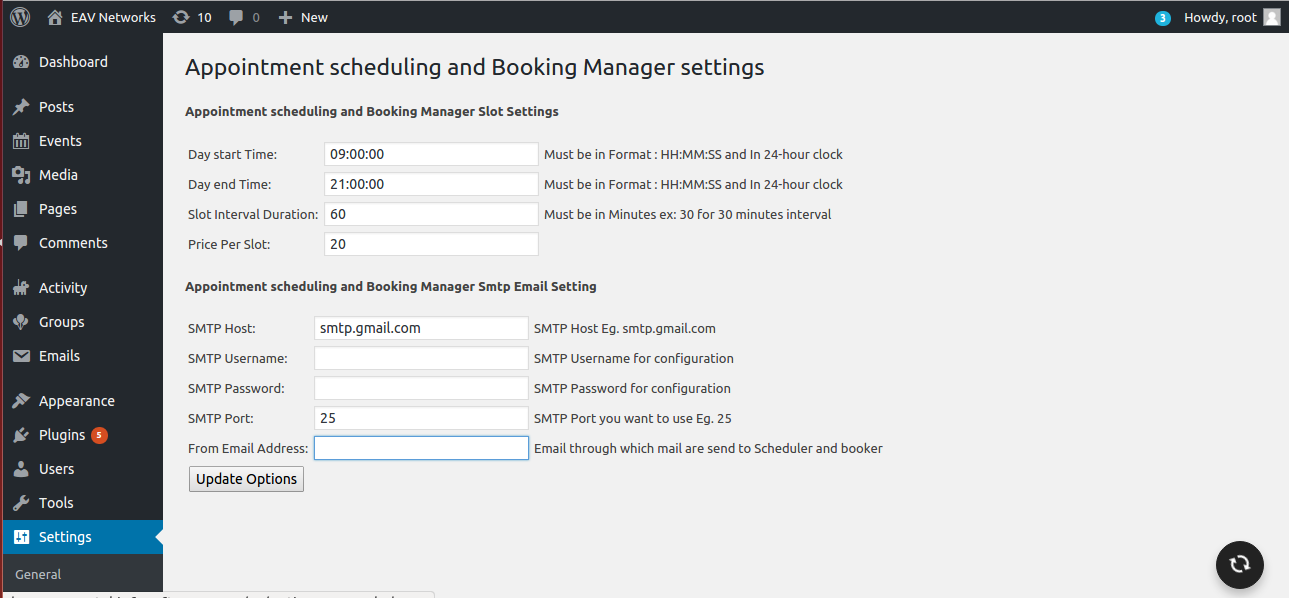 EAV Networks 10 0 New 3 Howdy, root
Dashboard
Posts
Events
Media
Pages
Comments
Activity
Groups
Emails
Appearance
Plugins 5
Users
Tools
Settings
General
Appointment scheduling and Booking Manager settings
Appointment scheduling and Booking Manager Slot Settings
Day start Time: 09:00:00 Must be in Format : HH:MM:SS and In 24-hour clock
Day end Time: 21:00:00 Must be in Format : HH:MM:SS and In 24-hour clock
Slot Interval Duration: 60 Must be in Minutes ex: 30 for 30 minutes interval
Price Per Slot: 20
Appointment scheduling and Booking Manager Smtp Email Setting
SMTP Host: smtp.gmail.com SMTP Host Eg. smtp.gmail.com
SMTP Username: SMTP Username for configuration
SMTP Password: SMTP Password for configuration
SMTP Port: 25 SMTP Port you want to use Eg. 25
From Email Address: Email through which mail are send to Scheduler and booker
Update Options